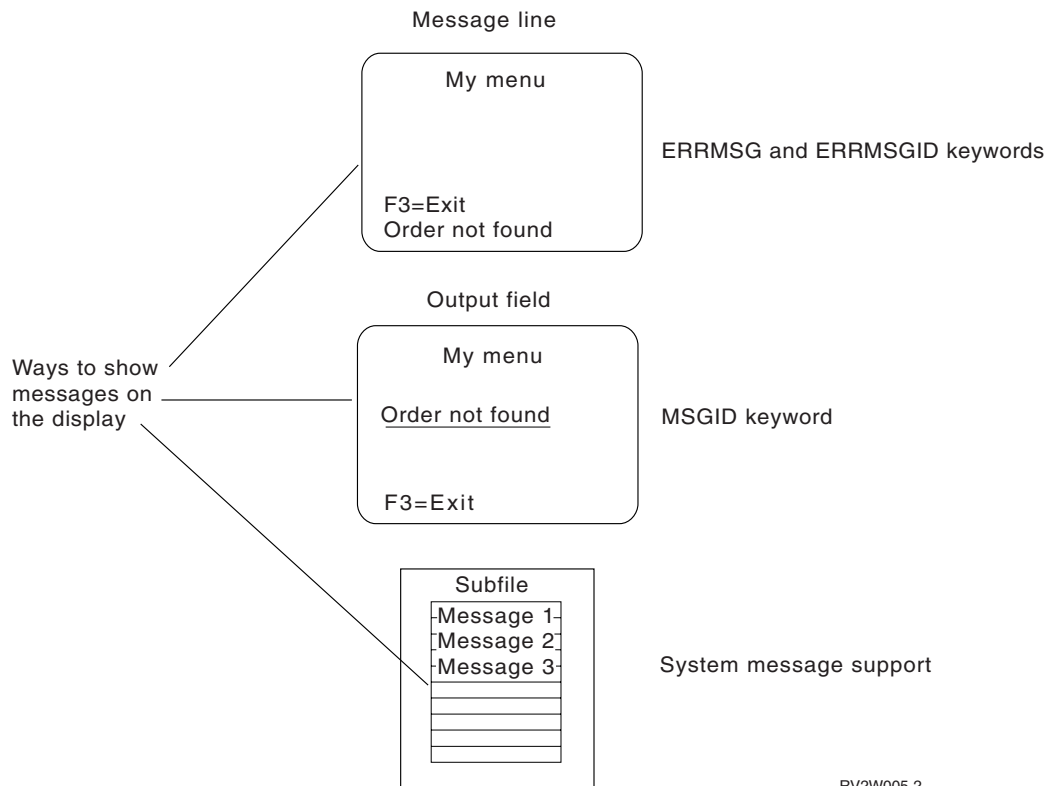 Message line
My menu
F3=Exit
Order not found
ERRMSG and ERRMSGID keywords
Output field
My menu
Order not found
F3=Exit
MSGID keyword
Ways to show
messages on
the display
Subfile
Message 1
Message 2
Message 3
System message support